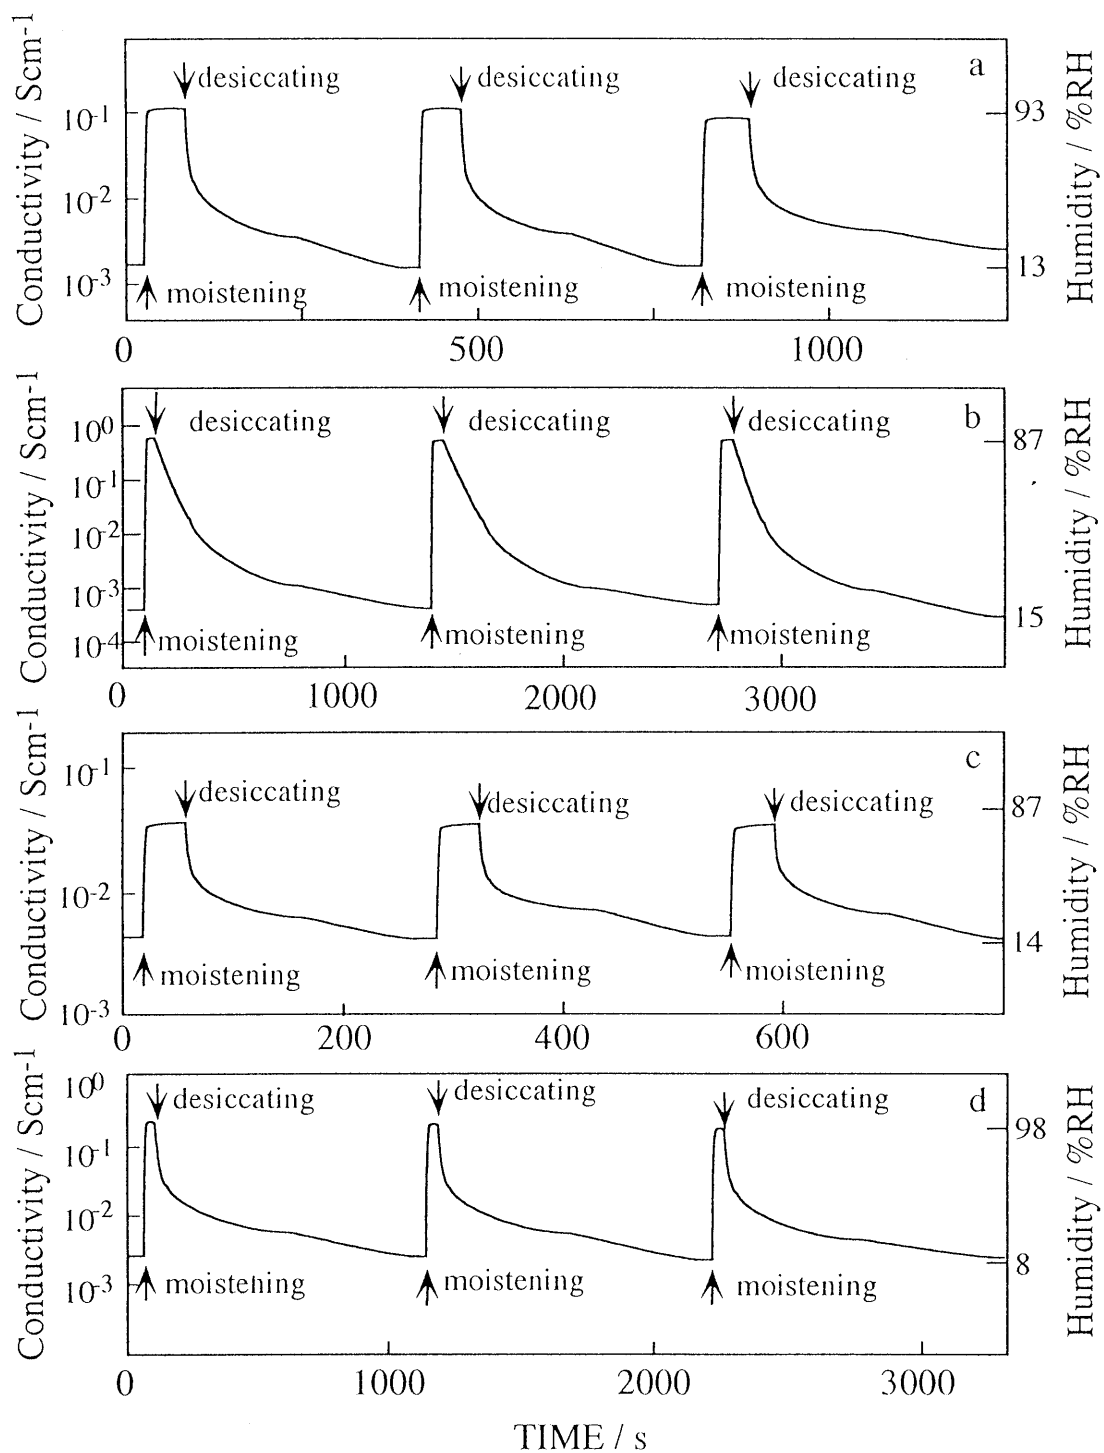 Conductivity / Scm-1
Humidity / %RH
a
desiccating desiccating desiccating
10-1
10-2
10-3
93
13
moistening moistening moistening
0 500 1000
Conductivity / Scm-1
Humidity / %RH
b
desiccating desiccating desiccating
100
10-1
10-2
10-3
10-4
87
15
moistening moistening moistening
0 1000 2000 3000
Conductivity / Scm-1
Humidity / %RH
c
desiccating desiccating desiccating
10-1
10-2
10-3
87
14
moistening moistening moistening
0 200 400 600
Conductivity / Scm-1
Humidity / %RH
d
desiccating desiccating desiccating
100
10-1
10-2
10-3
98
8
moistening moistening moistening
0 1000 2000 3000
TIME / s